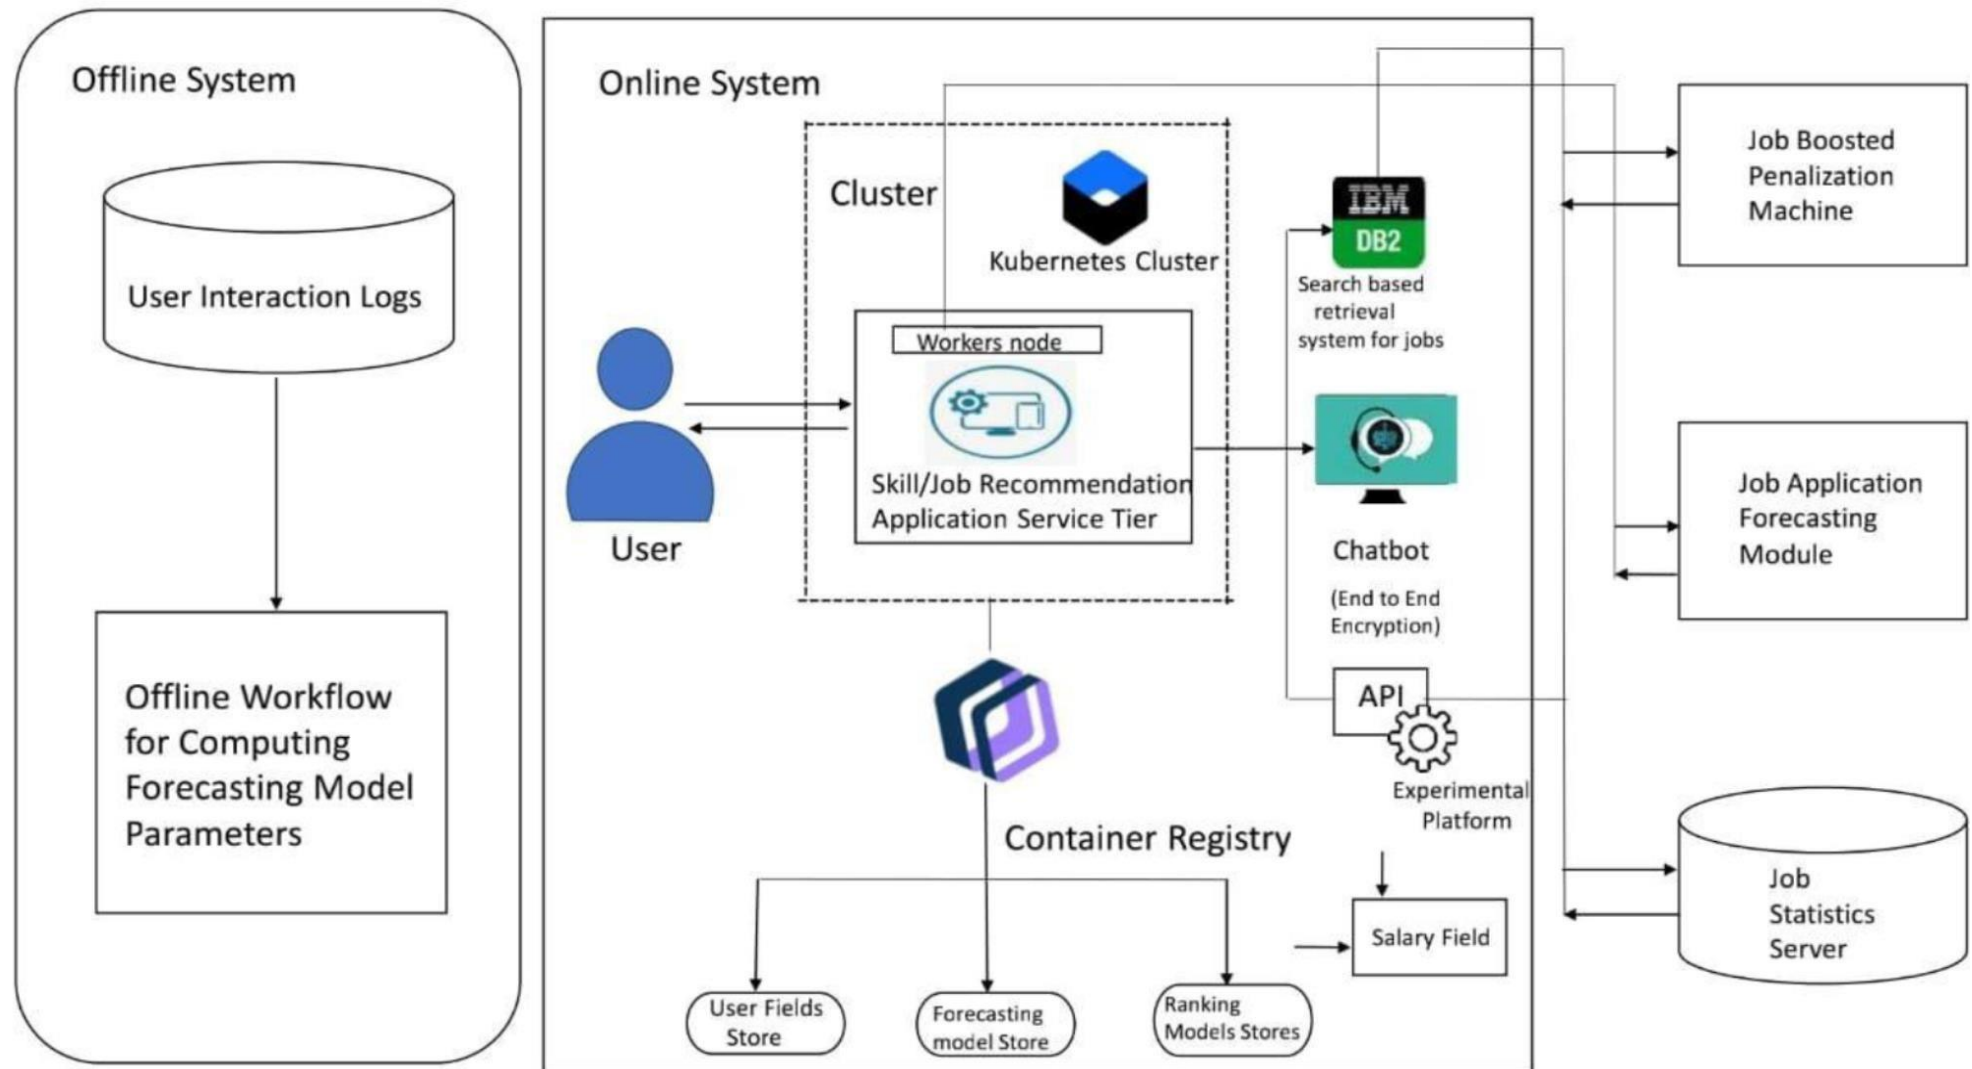 Offline System
User Interaction Logs
Offline Workflow
for Computing
Forecasting Model
Parameters
Online System
Cluster
Kubernetes Cluster
Workers node
Skill/Job Recommendation
Application Service Tier
User
IBM
DB2
Search based
retrieval
system for jobs
Chatbot
(End to End
Encryption)
API
Experimental
Platform
Container Registry
Salary Field
User Fields
Store
Forecasting
model Store
Ranking
Models Stores
Job Boosted
Penalization
Machine
Job Application
Forecasting
Module
Job
Statistics
Server